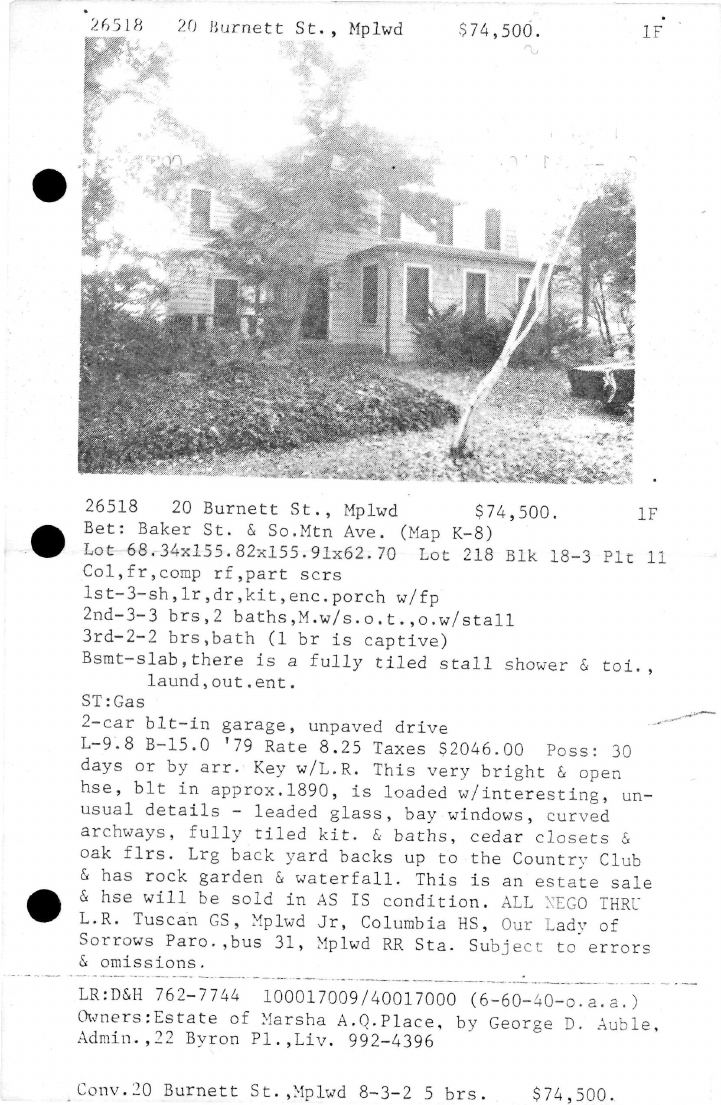 26518 20 Burnett St., Mplwd $74,500. 1F
26518 20 Burnett St., Mplwd $74,500. 1F
Bet: Baker St. & So.Mtn Ave. (Map K-8)
Lot 68.34x155.82x155.91x62.70 Lot 218 Blk 18-3 Plt 11
Col,fr,comp rf,part scrs
1st-3-sh,lr,dr,kit,enc.porch w/fp
2nd-3-3 brs,2 baths,M.w/s.o.t.,o.w/stall
3rd-2-2 brs,bath (1 br is captive)
Bsmt-slab,there is a fully tiled stall shower & toi.,
laund,out.ent.
ST:Gas
2-car blt-in garage, unpaved drive
L-9.8 B-15.0 '79 Rate 8.25 Taxes $2046.00 Poss: 30
days or by arr. Key w/L.R. This very bright & open
hse, blt in approx.1890, is loaded w/interesting, un-
usual details - leaded glass, bay windows, curved
archways, fully tiled kit. & baths, cedar closets &
oak flrs. Lrg back yard backs up to the Country Club
& has rock garden & waterfall. This is an estate sale
& hse will be sold in AS IS condition. ALL NEGO THRU
L.R. Tuscan GS, Mplwd Jr, Columbia HS, Our Lady of
Sorrows Paro.,bus 31, Mplwd RR Sta. Subject to errors
& omissions.
LR:D&H 762-7744 100017009/40017000 (6-60-40-o.a.a.)
Owners:Estate of Marsha A.Q.Place, by George D. Auble,
Admin.,22 Byron Pl.,Liv. 992-4396
Conv.20 Burnett St.,Mplwd 8-3-2 5 brs. $74,500.